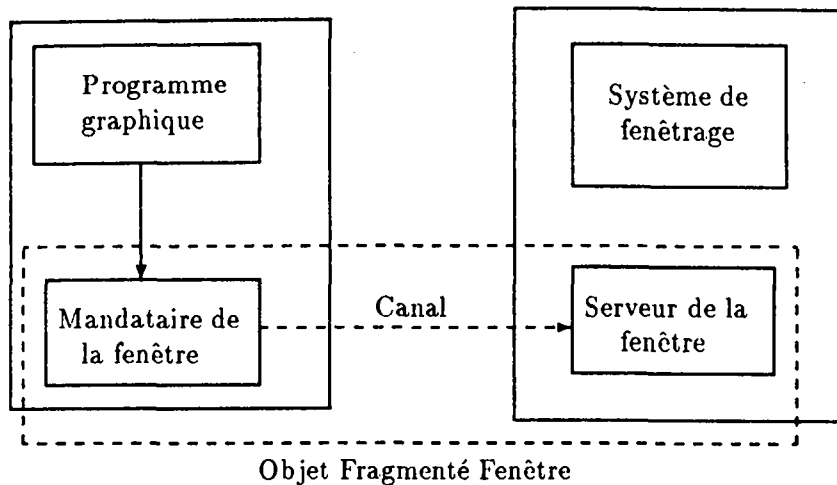 Programme
graphique
Système de
fenêtrage
Mandataire de
la fenêtre
Canal
Serveur de la
fenêtre
Objet Fragmenté Fenêtre